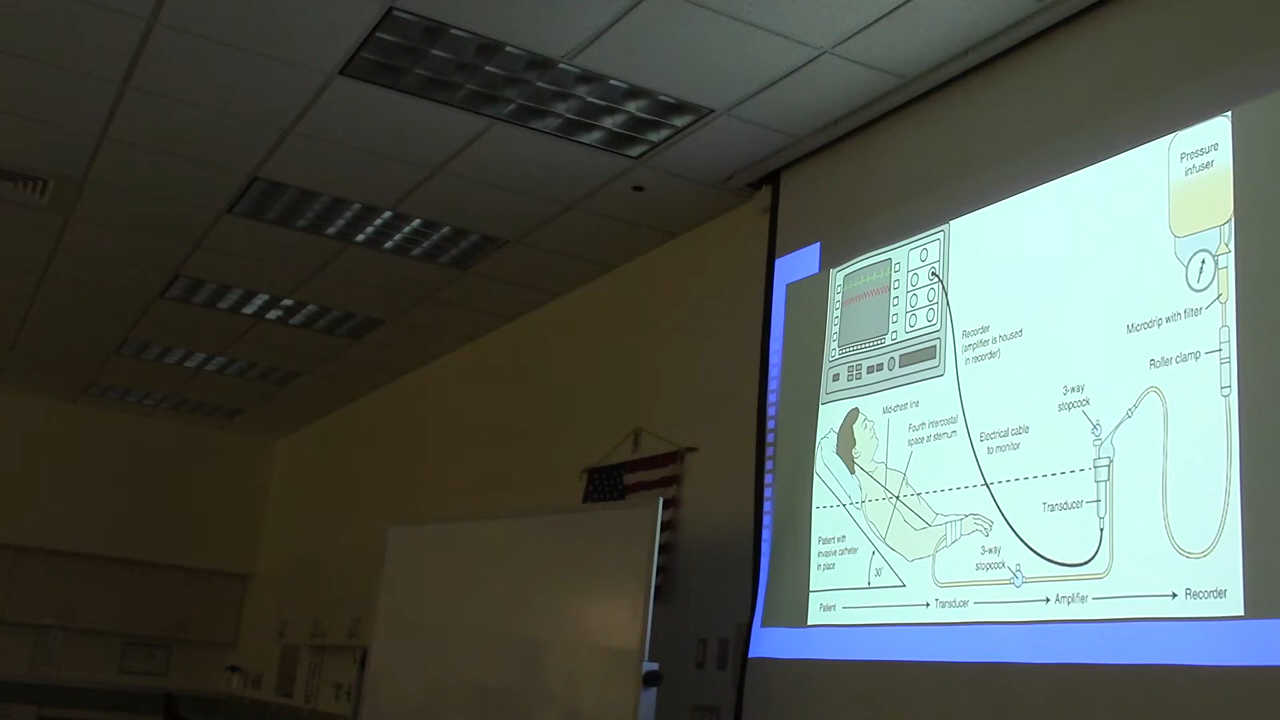 Pressure
infuser
Microdrip with filter
Roller clamp
Recorder
(amplifier is housed
in recorder)
3-way
stopcock
Mid-chest line
Fourth intercostal
space at sternum
Electrical cable
to monitor
Transducer
Patient with
invasive catheter
in place
30°
3-way
stopcock
Patient Transducer Amplifier Recorder